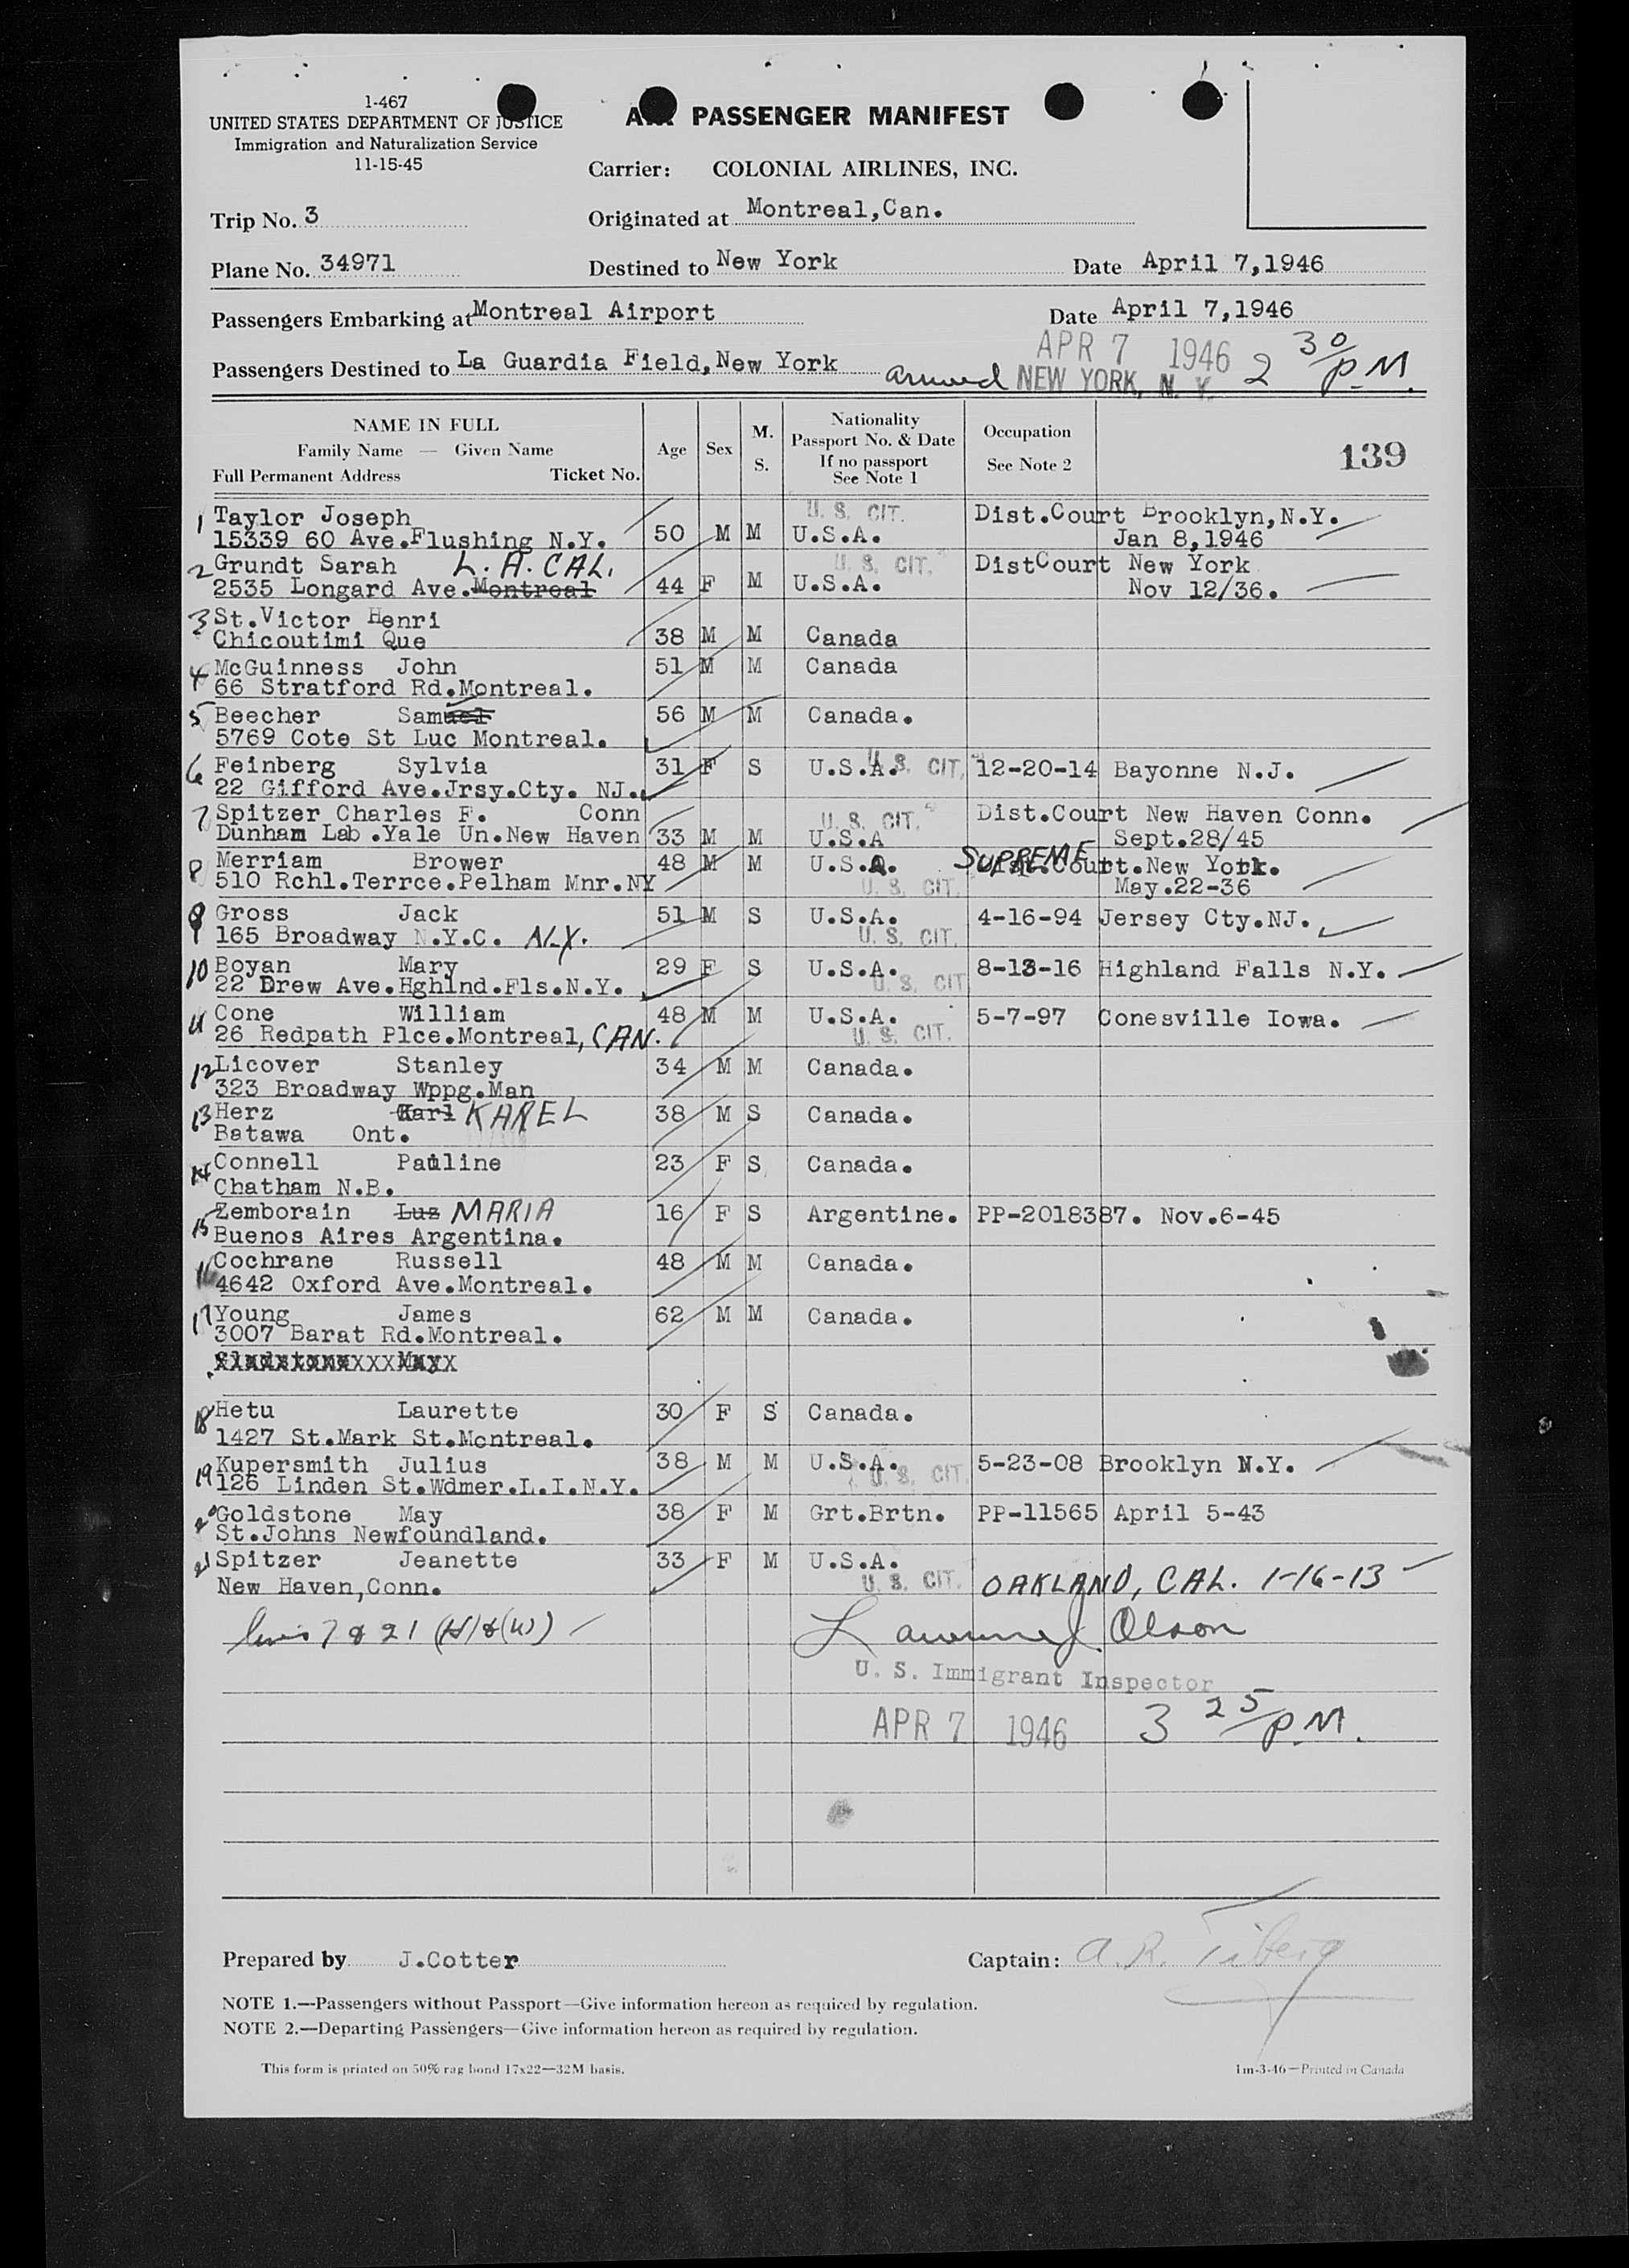 1-467
UNITED STATES DEPARTMENT OF JUSTICE
Immigration and Naturalization Service
11-15-45
AIR PASSENGER MANIFEST
Carrier: COLONIAL AIRLINES, INC.
Trip No. 3 Originated at Montreal,Can.
Plane No. 34971 Destined to New York Date April 7,1946
Passengers Embarking at Montreal Airport Date April 7,1946
Passengers Destined to La Guardia Field,New York arrived APR 7 1946 NEW YORK, N. Y. 2 30/P.M.
NAME IN FULL
Family Name — Given Name
Full Permanent Address Ticket No.
Age Sex M. S.
Nationality
Passport No. & Date
If no passport
See Note 1
Occupation
See Note 2
139
1 Taylor Joseph U. S. CIT. Dist.Court Brooklyn,N.Y.
15339 60 Ave.Flushing N.Y. 50 M M U.S.A. Jan 8,1946
2 Grundt Sarah L. A. CAL. U. S. CIT. DistCourt New York
2535 Longard Ave.Montreal 44 F M U.S.A. Nov 12/36.
3 St.Victor Henri
Chicoutimi Que 38 M M Canada
4 McGuinness John 51 M M Canada
66 Stratford Rd.Montreal.
5 Beecher Samuel 56 M M Canada.
5769 Cote St Luc Montreal.
6 Feinberg Sylvia 31 F S U.S.A. U. S. CIT. 12-20-14 Bayonne N.J.
22 Gifford Ave.Jrsy.Cty. NJ.
7 Spitzer Charles F. Conn U. S. CIT. Dist.Court New Haven Conn.
Dunham Lab .Yale Un.New Haven 33 M M U.S.A Sept.28/45
8 Merriam Brower 48 M M U.S.A. SUPREME Court.New York.
510 Rchl.Terrce.Pelham Mnr.NY U. S. CIT. May.22-36
9 Gross Jack 51 M S U.S.A. 4-16-94 Jersey Cty.NJ.
165 Broadway N.Y.C. N.Y. U. S. CIT.
10 Boyan Mary 29 F S U.S.A. 8-13-16 Highland Falls N.Y.
22 Drew Ave.Hghlnd.Fls.N.Y. U. S. CIT
11 Cone William 48 M M U.S.A. 5-7-97 Conesville Iowa.
26 Redpath Plce.Montreal, CAN. U. S. CIT.
12 Licover Stanley 34 M M Canada.
323 Broadway Wppg.Man
13 Herz Karl KAREL 38 M S Canada.
Batawa Ont.
14 Connell Pauline 23 F S Canada.
Chatham N.B.
15 Zemborain Luz MARIA 16 F S Argentine. PP-2018387. Nov.6-45
Buenos Aires Argentina.
16 Cochrane Russell 48 M M Canada.
4642 Oxford Ave.Montreal.
17 Young James 62 M M Canada.
3007 Barat Rd.Montreal.
18 Hetu Laurette 30 F S Canada.
1427 St.Mark St.Montreal.
19 Kupersmith Julius 38 M M U.S.A. 5-23-08 Brooklyn N.Y.
126 Linden St.Wdmer.L.I.N.Y. U. S. CIT.
20 Goldstone May 38 F M Grt.Brtn. PP-11565 April 5-43
St.Johns Newfoundland.
21 Spitzer Jeanette 33 F M U.S.A.
New Haven,Conn. U. S. CIT. OAKLAND, CAL. 1-16-13
7 & 21 (H) & (W) Lawrence J. Olson
U. S. Immigrant Inspector
APR 7 1946 3 25/P.M.
Prepared by J.Cotter Captain: A.R.
NOTE 1.—Passengers without Passport—Give information hereon as required by regulation.
NOTE 2.—Departing Passengers—Give information hereon as required by regulation.
This form is printed on 50% rag bond 17x22—32M basis. 1m-3-46—Printed in Canada